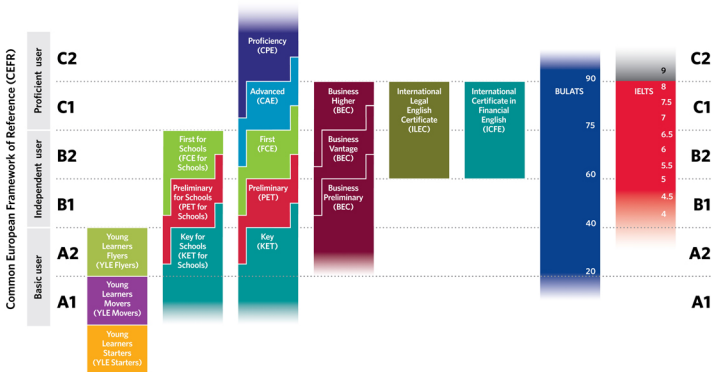 Common European Framework of Reference (CEFR)
Proficient user
Independent user
Basic user
C2
C1
B2
B1
A2
A1
Young
Learners
Flyers
(YLE Flyers)
Young
Learners
Movers
(YLE Movers)
Young
Learners
Starters
(YLE Starters)
First for
Schools
(FCE for
Schools)
Preliminary
for Schools
(PET for
Schools)
Key for
Schools
(KET for
Schools)
Proficiency
(CPE)
Advanced
(CAE)
First
(FCE)
Preliminary
(PET)
Key
(KET)
Business
Higher
(BEC)
Business
Vantage
(BEC)
Business
Preliminary
(BEC)
International
Legal
English
Certificate
(ILEC)
International
Certificate in
Financial
English
(ICFE)
BULATS
90
75
60
40
20
IELTS
9
8
7.5
7
6.5
6
5.5
5
4.5
4
C2
C1
B2
B1
A2
A1